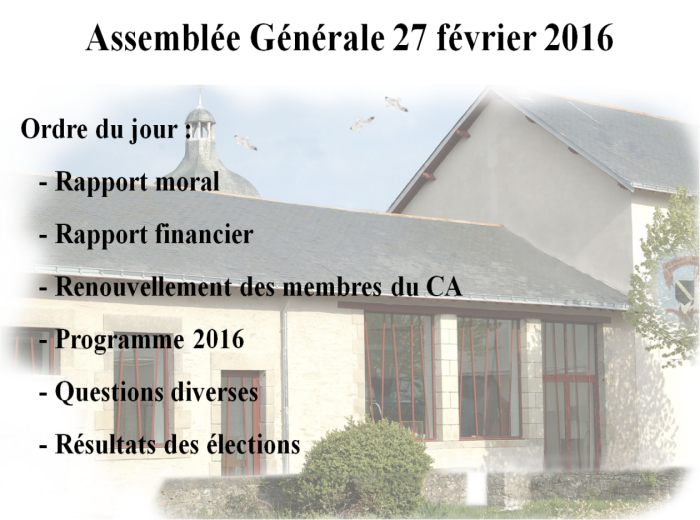 Assemblée Générale 27 février 2016
Ordre du jour :
- Rapport moral
- Rapport financier
- Renouvellement des membres du CA
- Programme 2016
- Questions diverses
- Résultats des élections